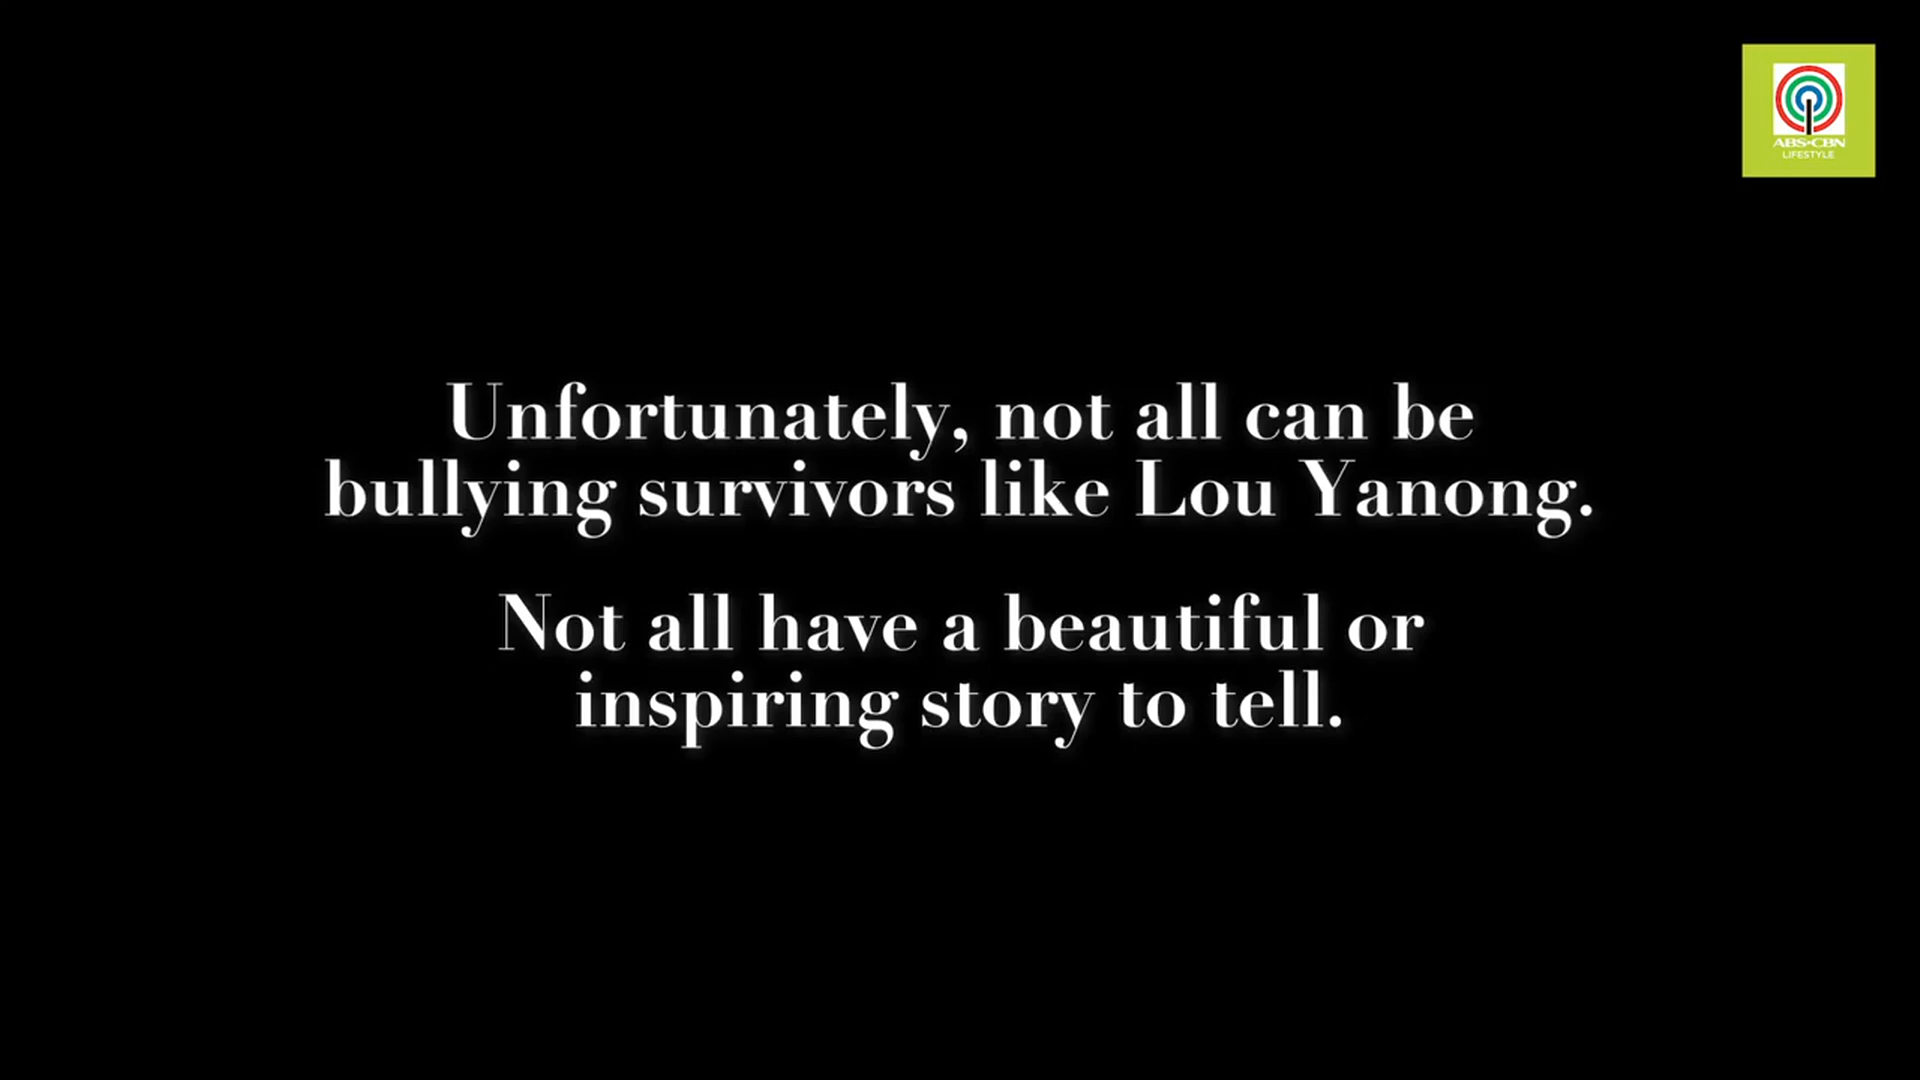 ABS-CBN
LIFESTYLE
Unfortunately, not all can be
bullying survivors like Lou Yanong.
Not all have a beautiful or
inspiring story to tell.